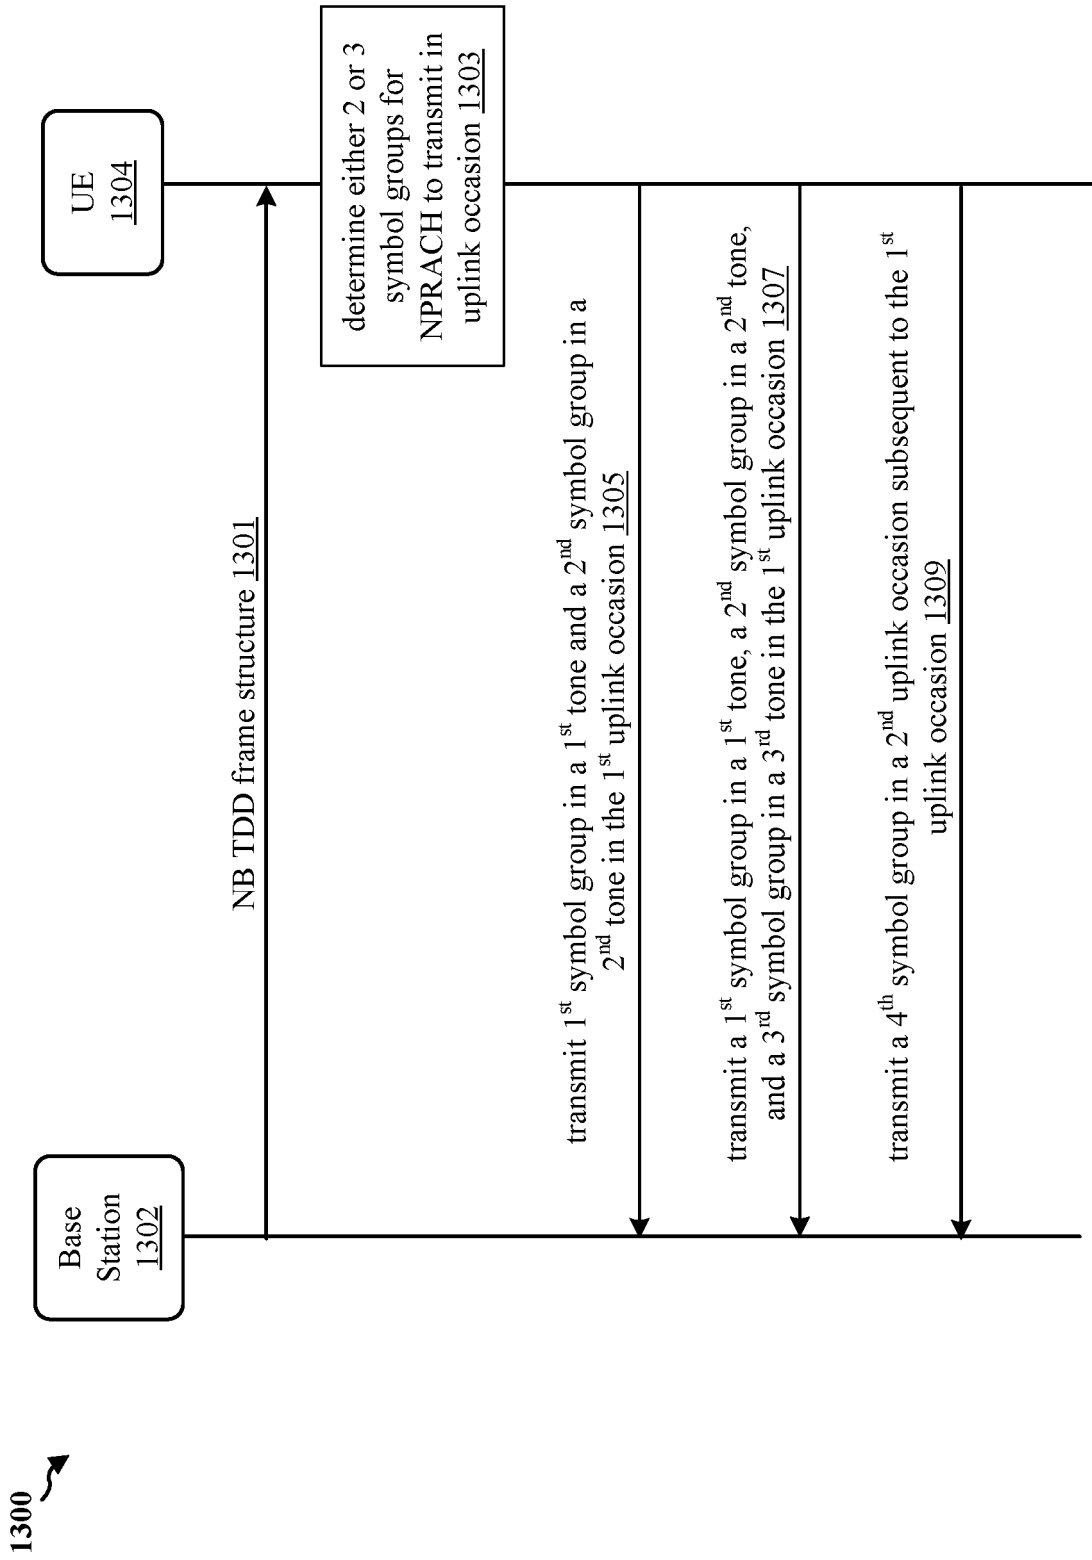 1300
Base
Station
1302
UE
1304
NB TDD frame structure 1301
determine either 2 or 3
symbol groups for
NPRACH to transmit in
uplink occasion 1303
transmit 1st symbol group in a 1st tone and a 2nd symbol group in a
2nd tone in the 1st uplink occasion 1305
transmit a 1st symbol group in a 1st tone, a 2nd symbol group in a 2nd tone,
and a 3rd symbol group in a 3rd tone in the 1st uplink occasion 1307
transmit a 4th symbol group in a 2nd uplink occasion subsequent to the 1st
uplink occasion 1309